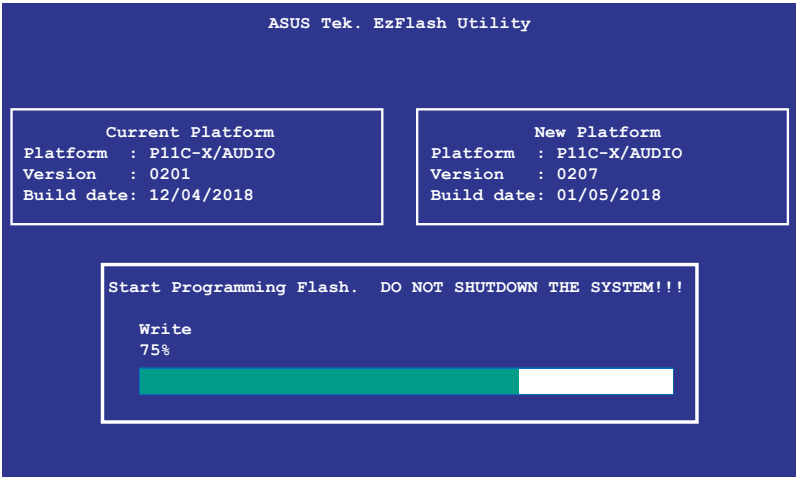 ASUS Tek. EzFlash Utility
Current Platform
Platform : P11C-X/AUDIO
Version : 0201
Build date: 12/04/2018
New Platform
Platform : P11C-X/AUDIO
Version : 0207
Build date: 01/05/2018
Start Programming Flash. DO NOT SHUTDOWN THE SYSTEM!!!
Write
75%